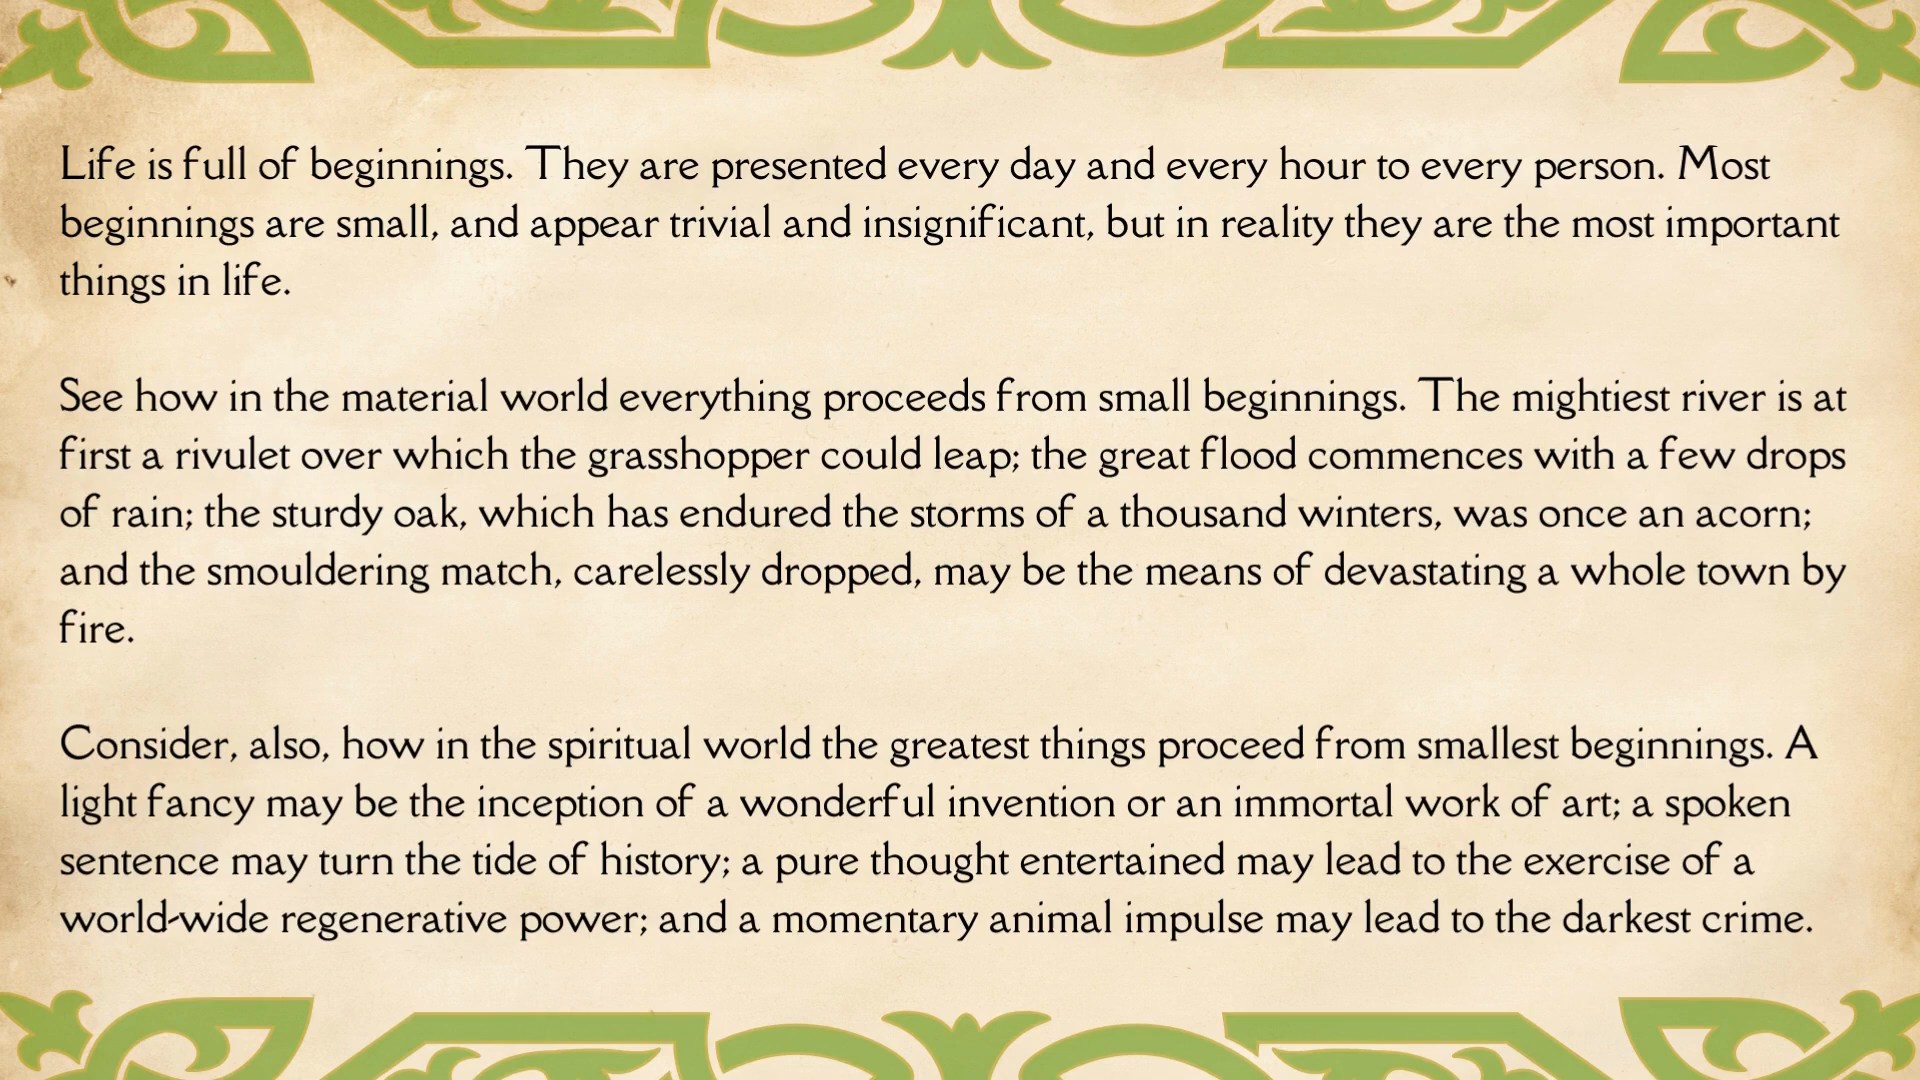 Life is full of beginnings. They are presented every day and every hour to every person. Most
beginnings are small, and appear trivial and insignificant, but in reality they are the most important
things in life.
See how in the material world everything proceeds from small beginnings. The mightiest river is at
first a rivulet over which the grasshopper could leap; the great flood commences with a few drops
of rain; the sturdy oak, which has endured the storms of a thousand winters, was once an acorn;
and the smouldering match, carelessly dropped, may be the means of devastating a whole town by
fire.
Consider, also, how in the spiritual world the greatest things proceed from smallest beginnings. A
light fancy may be the inception of a wonderful invention or an immortal work of art; a spoken
sentence may turn the tide of history; a pure thought entertained may lead to the exercise of a
world-wide regenerative power; and a momentary animal impulse may lead to the darkest crime.